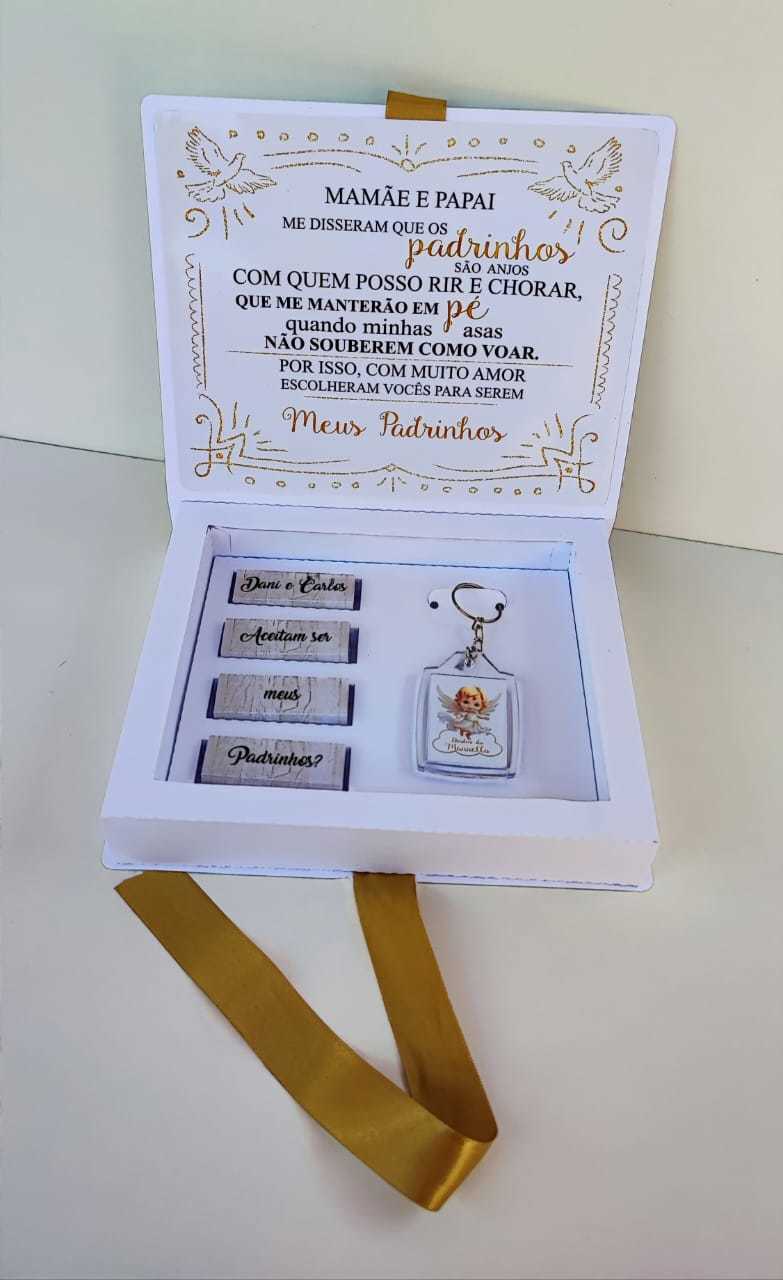 MAMÃE E PAPAI
ME DISSERAM QUE OS
padrinhos
SÃO ANJOS
COM QUEM POSSO RIR E CHORAR,
QUE ME MANTERÃO EM pé
quando minhas asas
NÃO SOUBEREM COMO VOAR.
POR ISSO, COM MUITO AMOR
ESCOLHERAM VOCÊS PARA SEREM
Meus Padrinhos
Dani e Carlos
Aceitam ser
meus
Padrinhos?